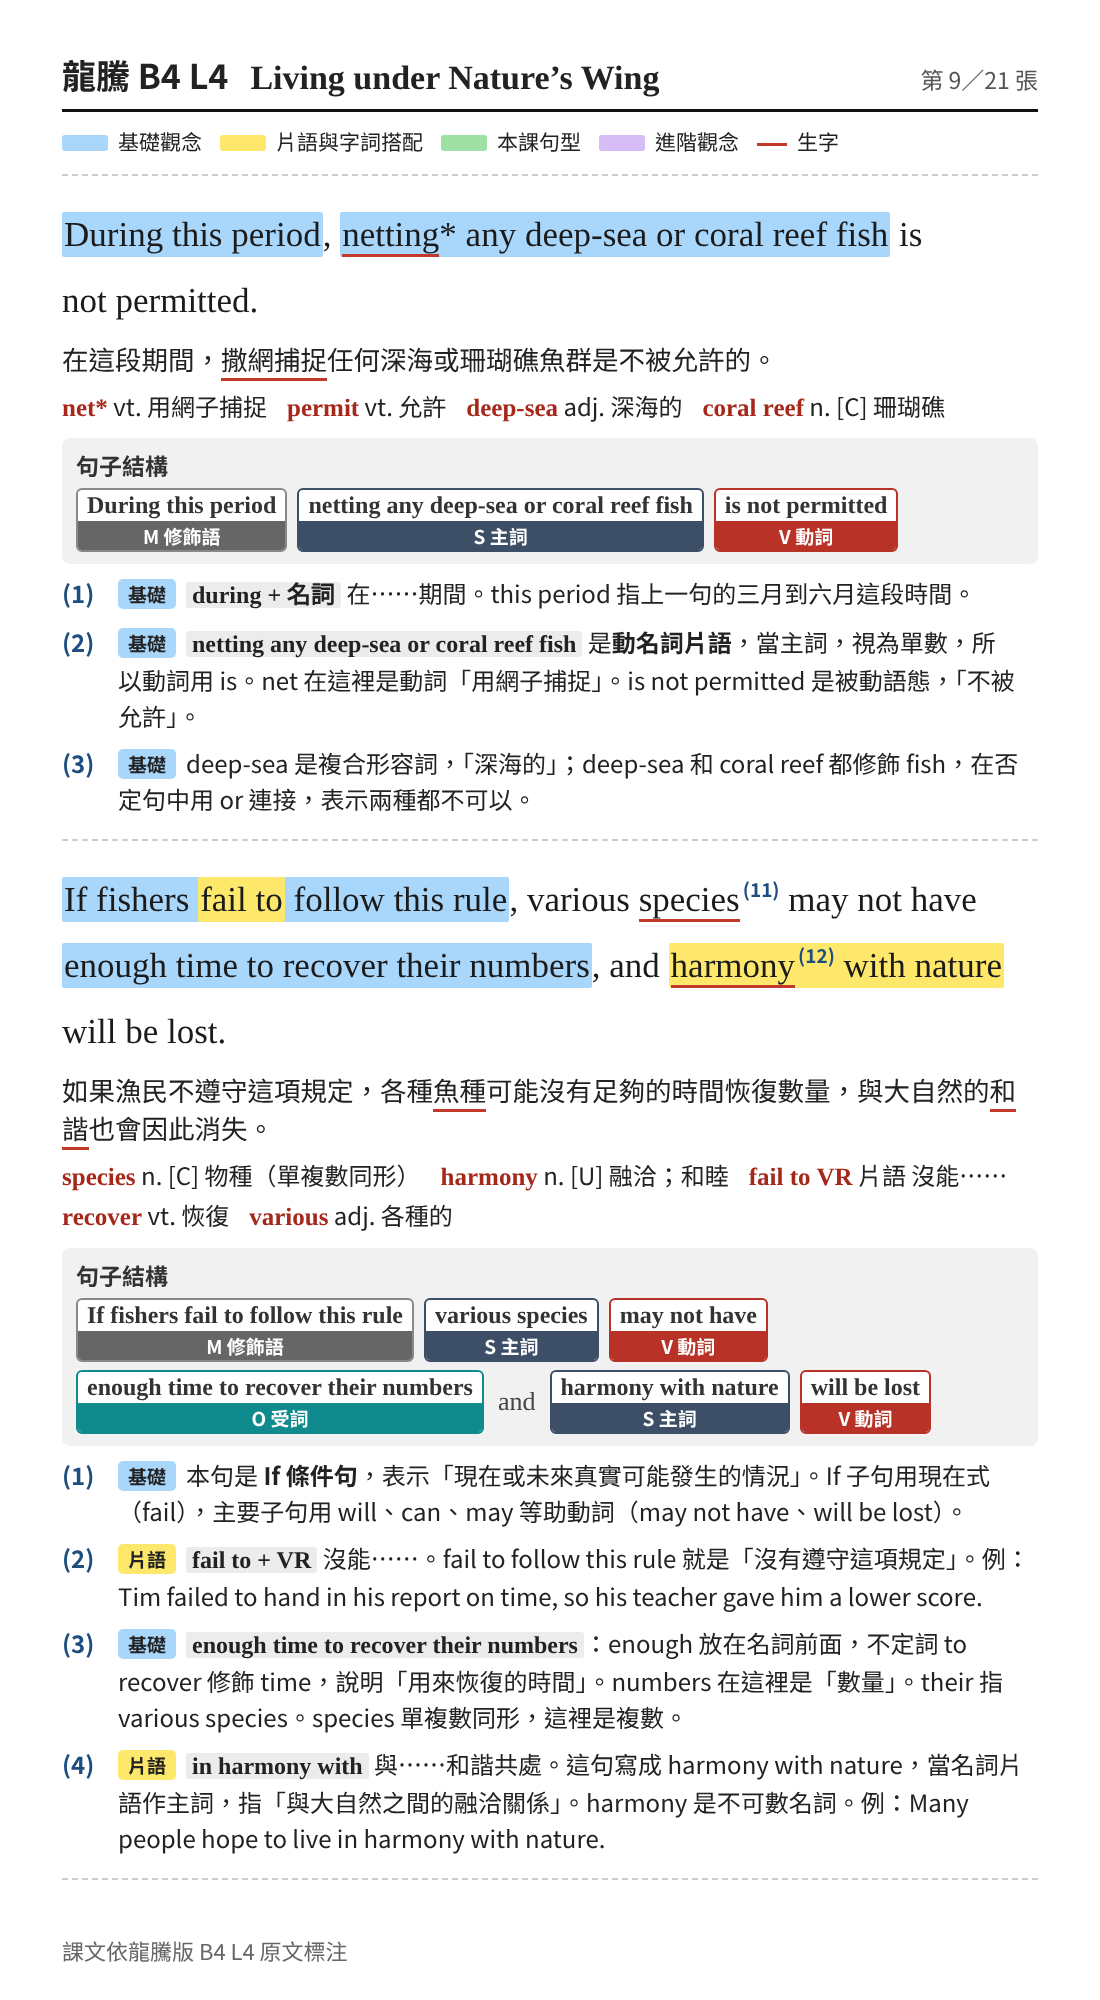 龍騰 B4 L4 Living under Nature’s Wing 第 9／21 張
基礎觀念 片語與字詞搭配 本課句型 進階觀念 生字
During this period, netting* any deep-sea or coral reef fish is
not permitted.
在這段期間，撒網捕捉任何深海或珊瑚礁魚群是不被允許的。
net* vt. 用網子捕捉 permit vt. 允許 deep-sea adj. 深海的 coral reef n. [C] 珊瑚礁
句子結構
During this period netting any deep-sea or coral reef fish is not permitted
M 修飾語 S 主詞 V 動詞
(1) 基礎 during + 名詞 在⋯⋯期間。this period 指上一句的三月到六月這段時間。
(2) 基礎 netting any deep-sea or coral reef fish 是動名詞片語，當主詞，視為單數，所
以動詞用 is。net 在這裡是動詞「用網子捕捉」。is not permitted 是被動語態，「不被
允許」。
(3) 基礎 deep-sea 是複合形容詞，「深海的」；deep-sea 和 coral reef 都修飾 fish，在否
定句中用 or 連接，表示兩種都不可以。
If fishers fail to follow this rule, various species(11) may not have
enough time to recover their numbers, and harmony(12) with nature
will be lost.
如果漁民不遵守這項規定，各種魚種可能沒有足夠的時間恢復數量，與大自然的和
諧也會因此消失。
species n. [C] 物種（單複數同形） harmony n. [U] 融洽；和睦 fail to VR 片語 沒能⋯⋯
recover vt. 恢復 various adj. 各種的
句子結構
If fishers fail to follow this rule various species may not have
M 修飾語 S 主詞 V 動詞
enough time to recover their numbers and harmony with nature will be lost
O 受詞 S 主詞 V 動詞
(1) 基礎 本句是 If 條件句，表示「現在或未來真實可能發生的情況」。If 子句用現在式
（fail），主要子句用 will、can、may 等助動詞（may not have、will be lost）。
(2) 片語 fail to + VR 沒能⋯⋯。fail to follow this rule 就是「沒有遵守這項規定」。例：
Tim failed to hand in his report on time, so his teacher gave him a lower score.
(3) 基礎 enough time to recover their numbers：enough 放在名詞前面，不定詞 to
recover 修飾 time，說明「用來恢復的時間」。numbers 在這裡是「數量」。their 指
various species。species 單複數同形，這裡是複數。
(4) 片語 in harmony with 與⋯⋯和諧共處。這句寫成 harmony with nature，當名詞片
語作主詞，指「與大自然之間的融洽關係」。harmony 是不可數名詞。例：Many
people hope to live in harmony with nature.
課文依龍騰版 B4 L4 原文標注